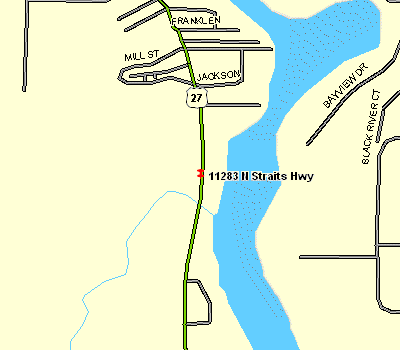 FRANKLEN
MILL ST
JACKSON
27
BAYVIEW DR
BLACK RIVER CT
11283 N Straits Hwy